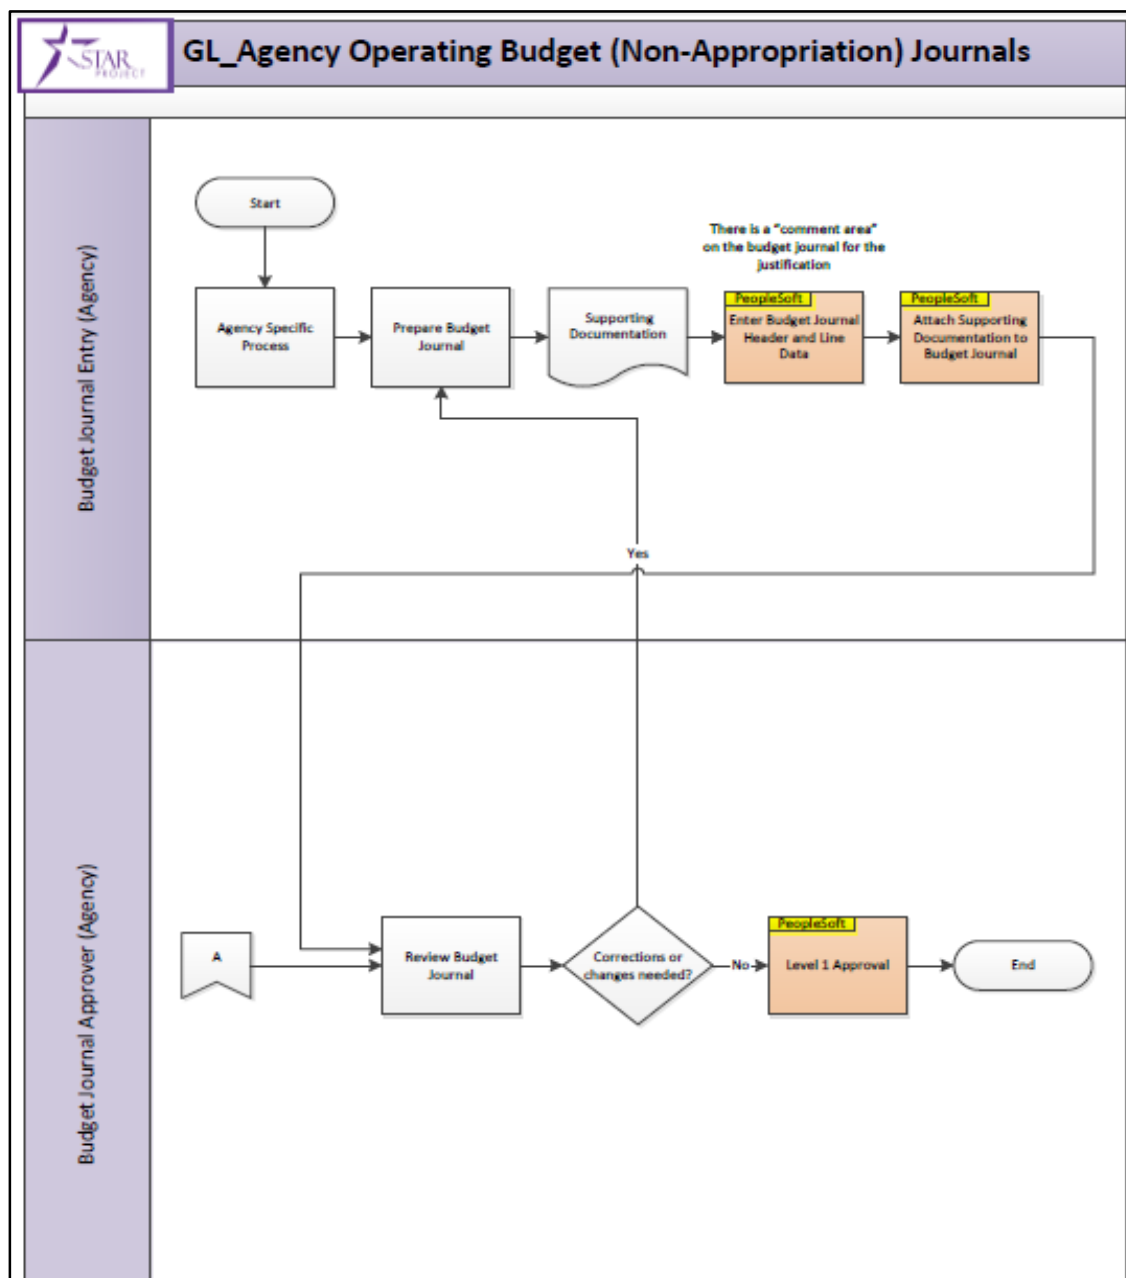 STAR
PROJECT
GL_Agency Operating Budget (Non-Appropriation) Journals
Budget Journal Entry (Agency)
Start
There is a “comment area”
on the budget journal for the
justification
Agency Specific
Process
Prepare Budget
Journal
Supporting
Documentation
PeopleSoft
Enter Budget Journal
Header and Line
Data
PeopleSoft
Attach Supporting
Documentation to
Budget Journal
Yes
Budget Journal Approver (Agency)
A
Review Budget
Journal
Corrections or
changes needed?
No
PeopleSoft
Level 1 Approval
End